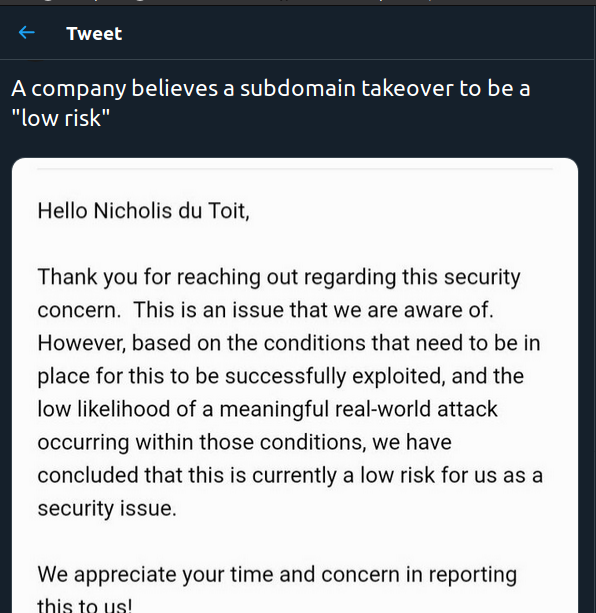 Tweet
A company believes a subdomain takeover to be a
"low risk"
Hello Nicholis du Toit,
Thank you for reaching out regarding this security
concern.  This is an issue that we are aware of.
However, based on the conditions that need to be in
place for this to be successfully exploited, and the
low likelihood of a meaningful real-world attack
occurring within those conditions, we have
concluded that this is currently a low risk for us as a
security issue.
We appreciate your time and concern in reporting
this to us!